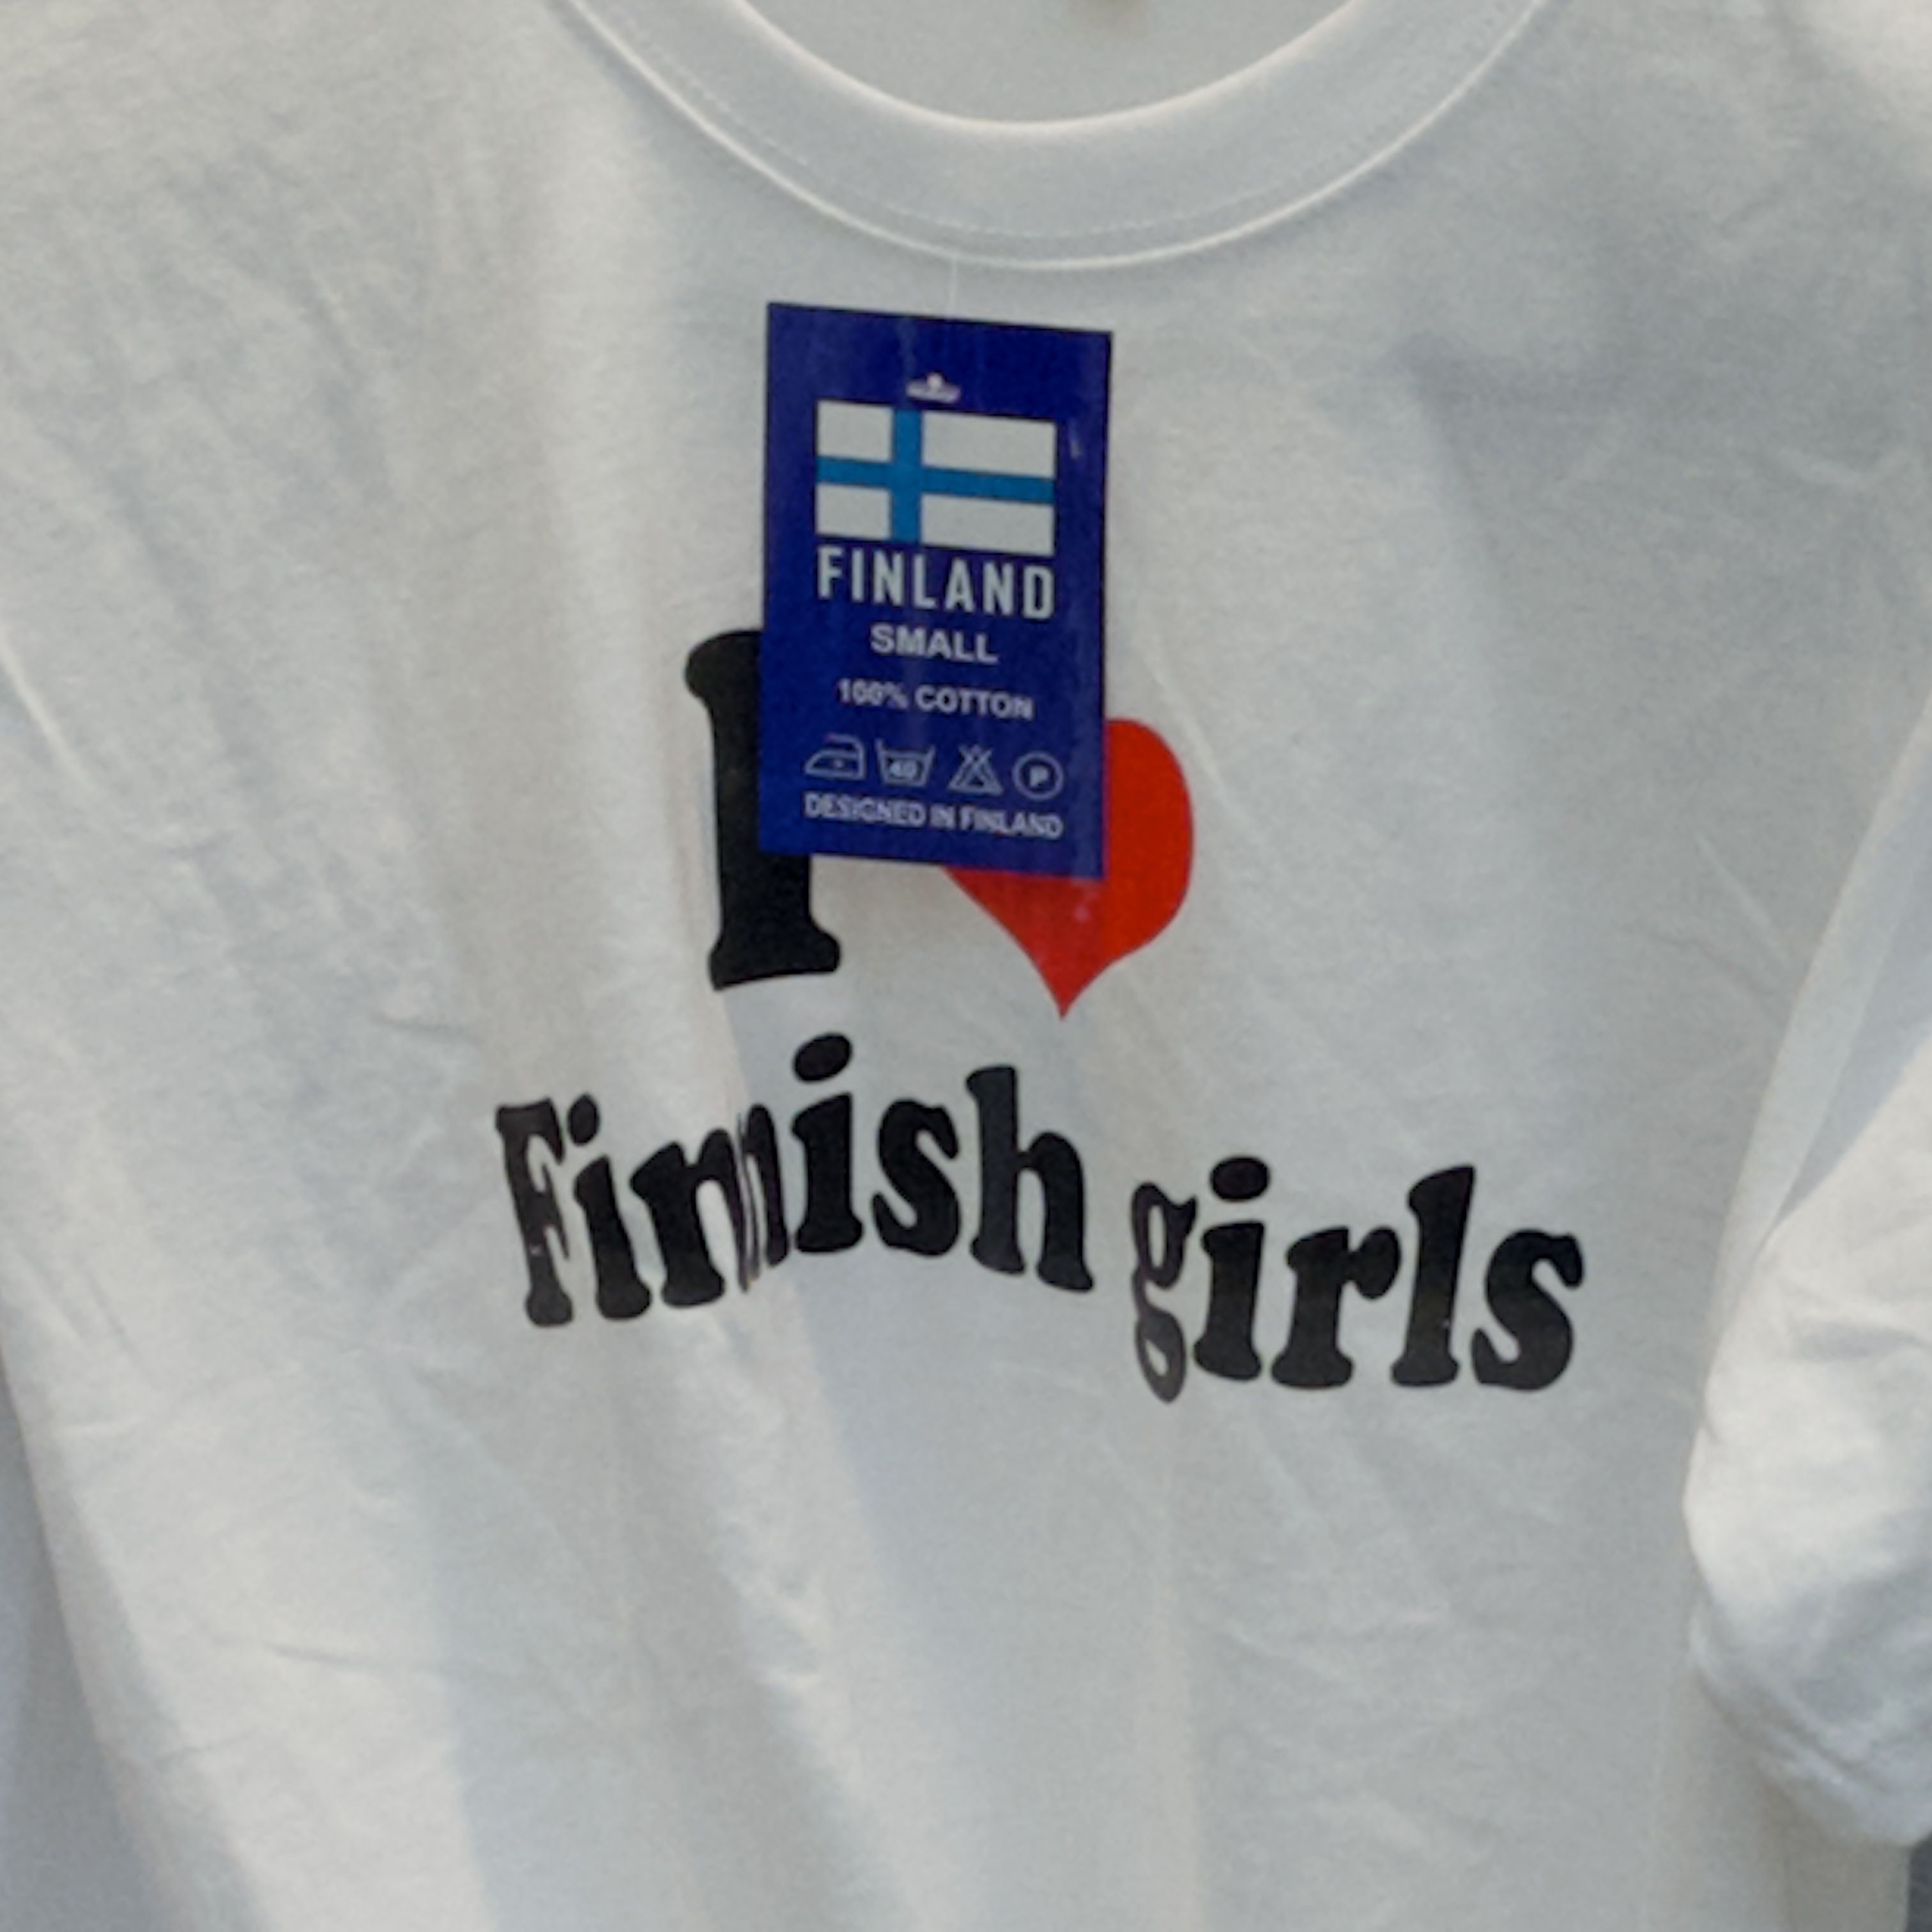 FINLAND
SMALL
100% COTTON
40 P
DESIGNED IN FINLAND
I
Finnish girls